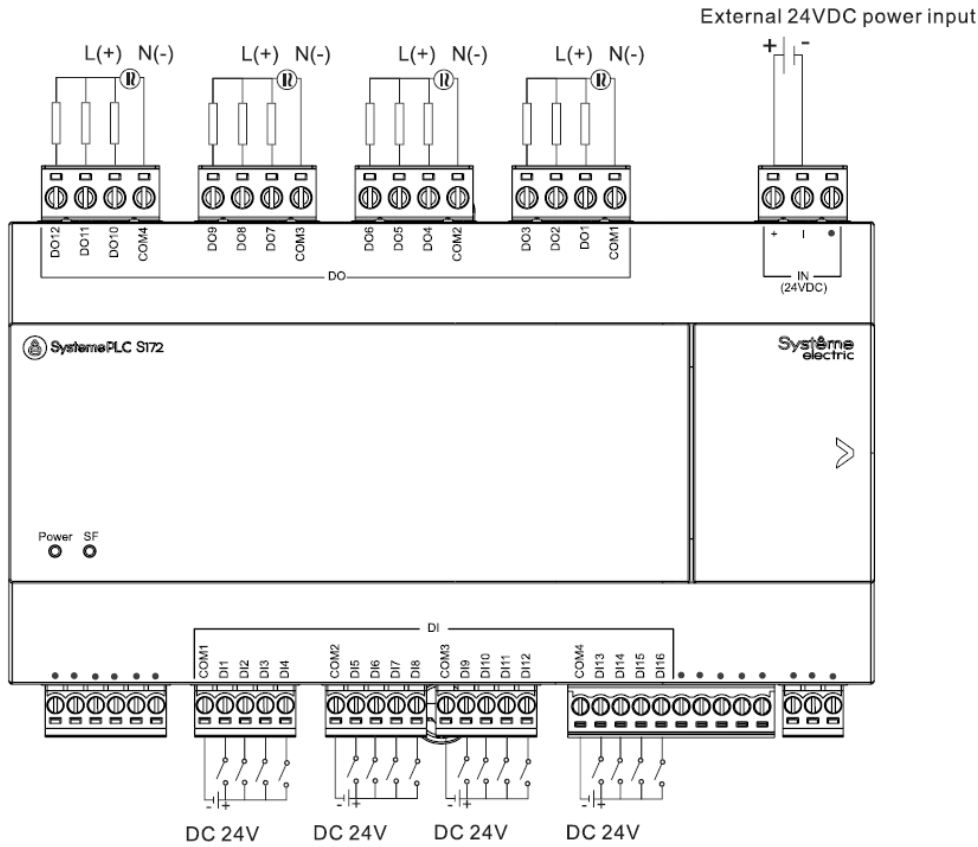 External 24VDC power input
+ -
L(+) N(-) L(+) N(-) L(+) N(-) L(+) N(-)
DO12 DO11 DO10 COM4 DO9 DO8 DO7 COM3 DO6 DO5 DO4 COM2 DO3 DO2 DO1 COM1 + I
DO
IN
(24VDC)
SystemePLC S172
Systême
electric
Power SF
DI
COM1 DI1 DI2 DI3 DI4 COM2 DI5 DI6 DI7 DI8 COM3 DI9 DI10 DI11 DI12 COM4 DI13 DI14 DI15 DI16
- + - + - + - +
DC 24V DC 24V DC 24V DC 24V